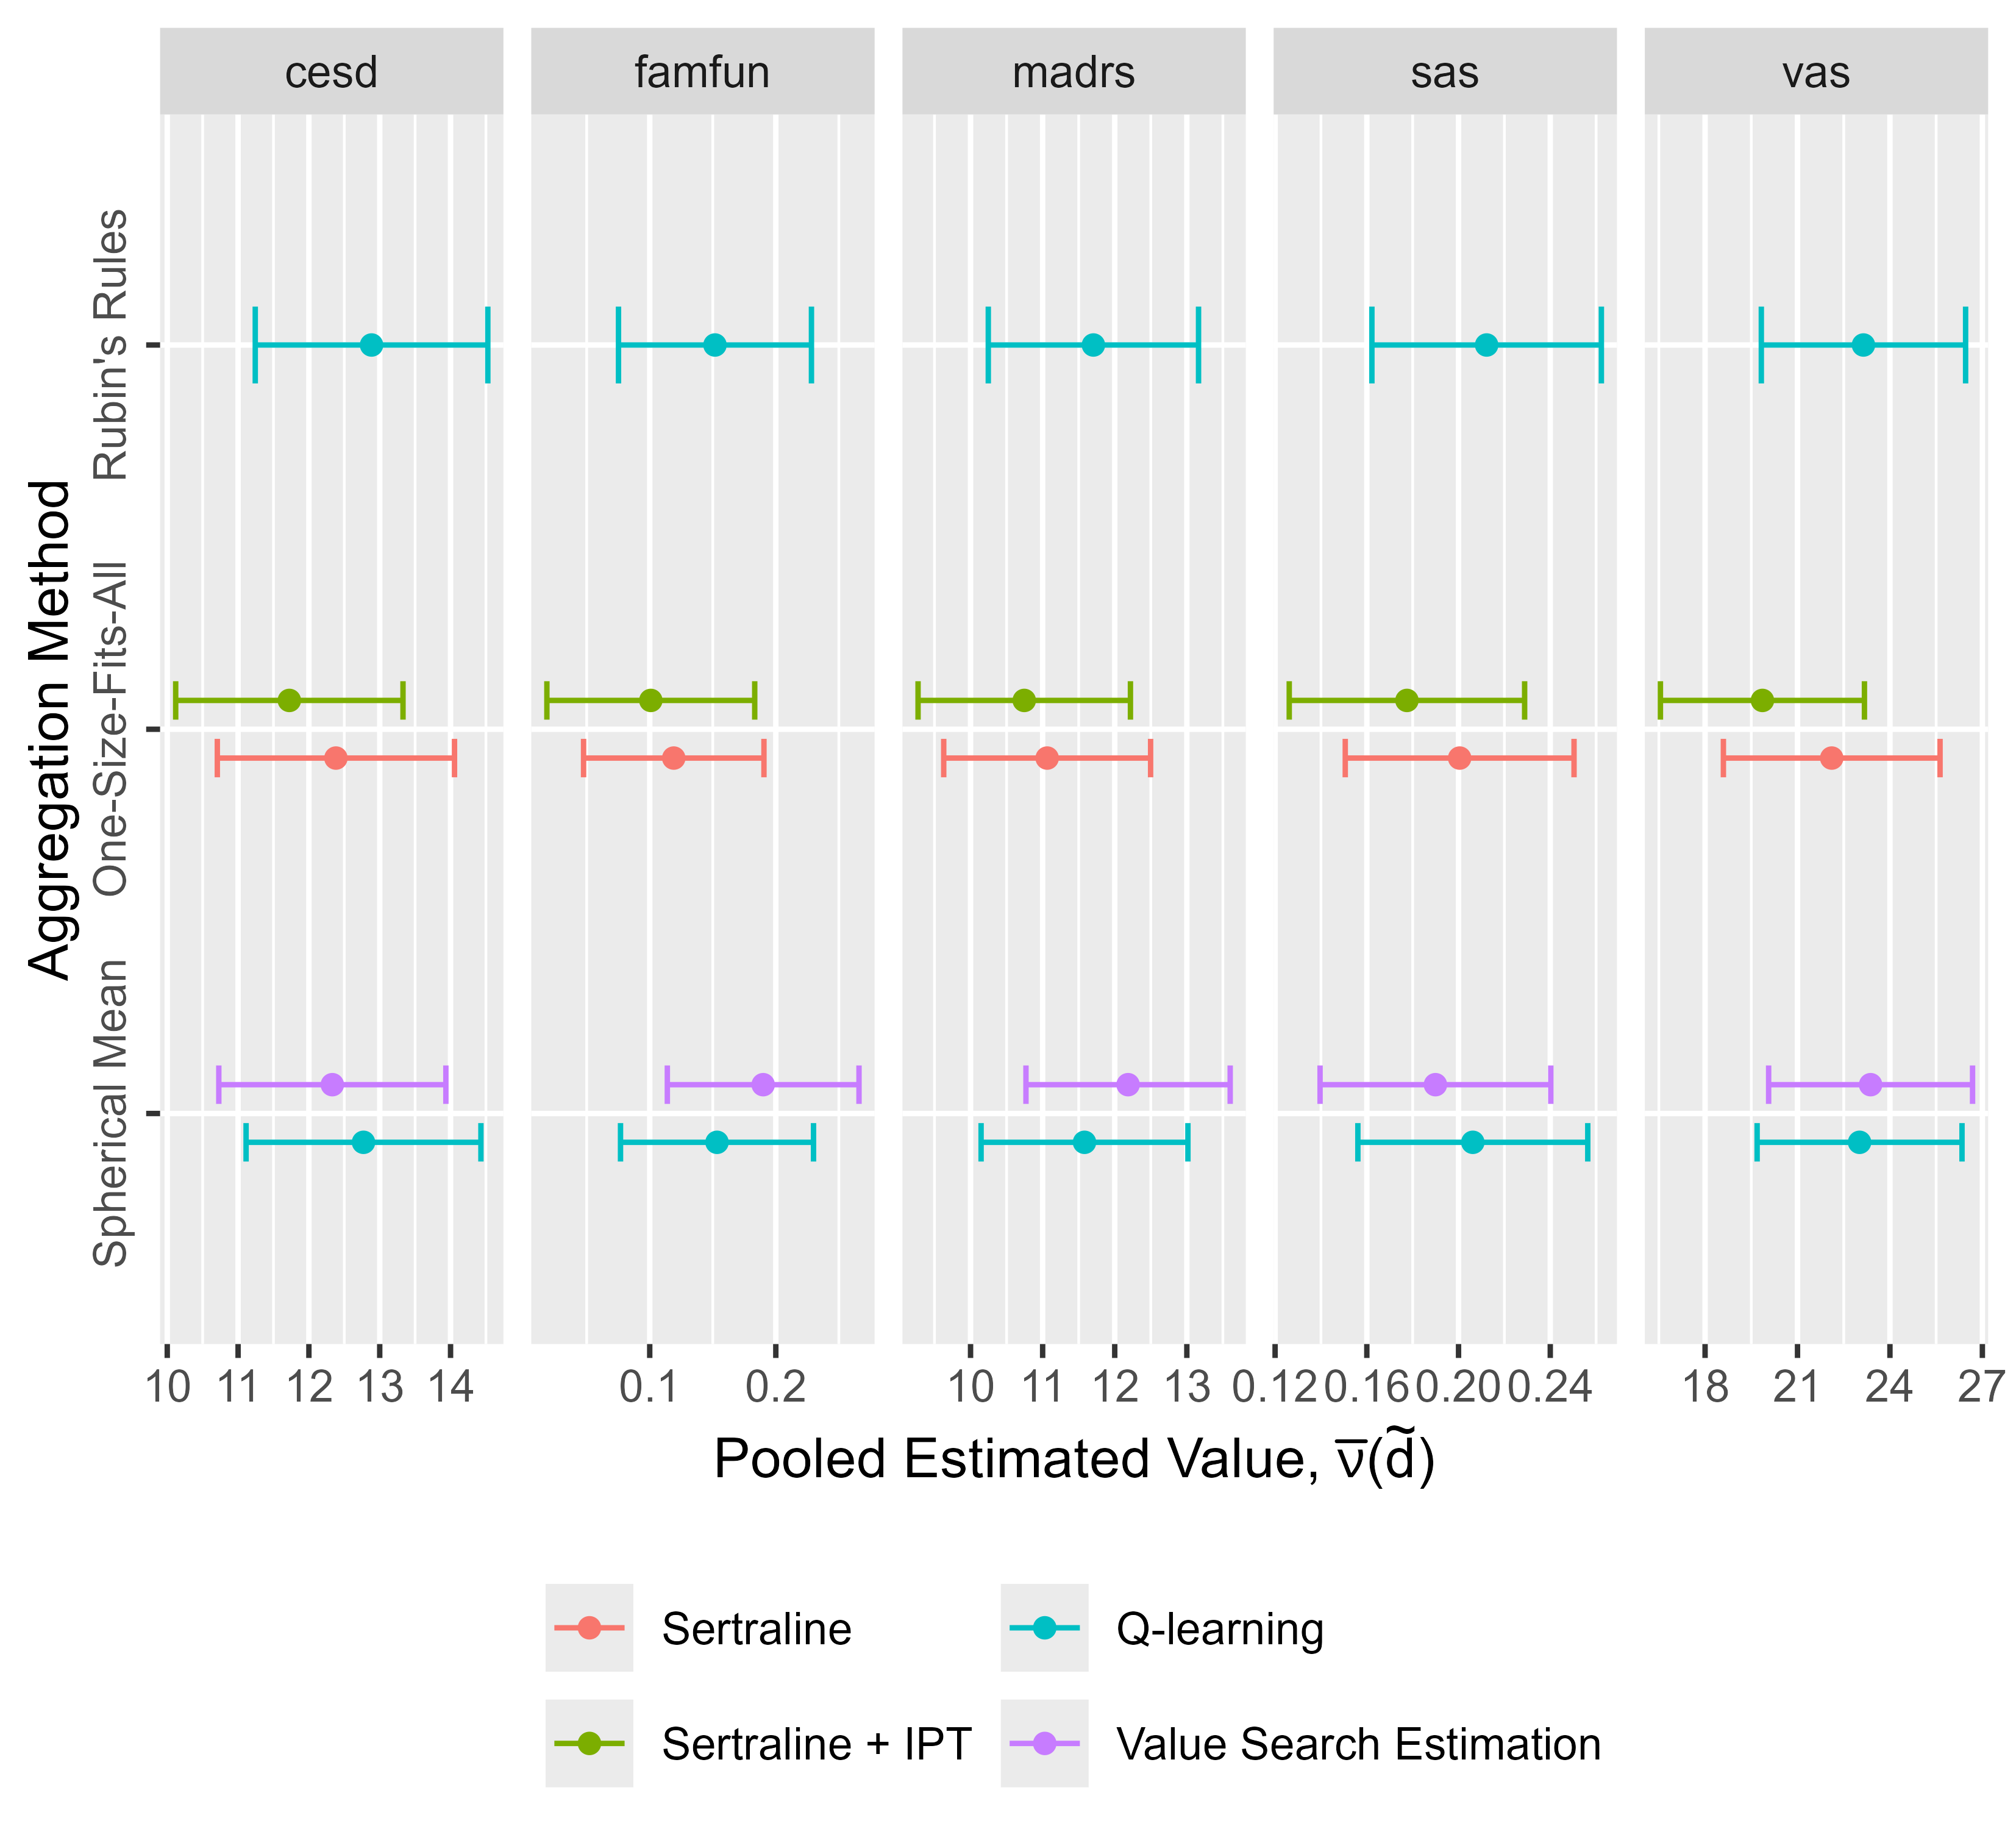 cesd famfun madrs sas vas
Aggregation Method
Rubin's Rules
One-Size-Fits-All
Spherical Mean
10 11 12 13 14 0.1 0.2 10 11 12 13 0.12 0.16 0.20 0.24 18 21 24 27
Pooled Estimated Value, ν̅(d̃)
Sertraline Q-learning
Sertraline + IPT Value Search Estimation